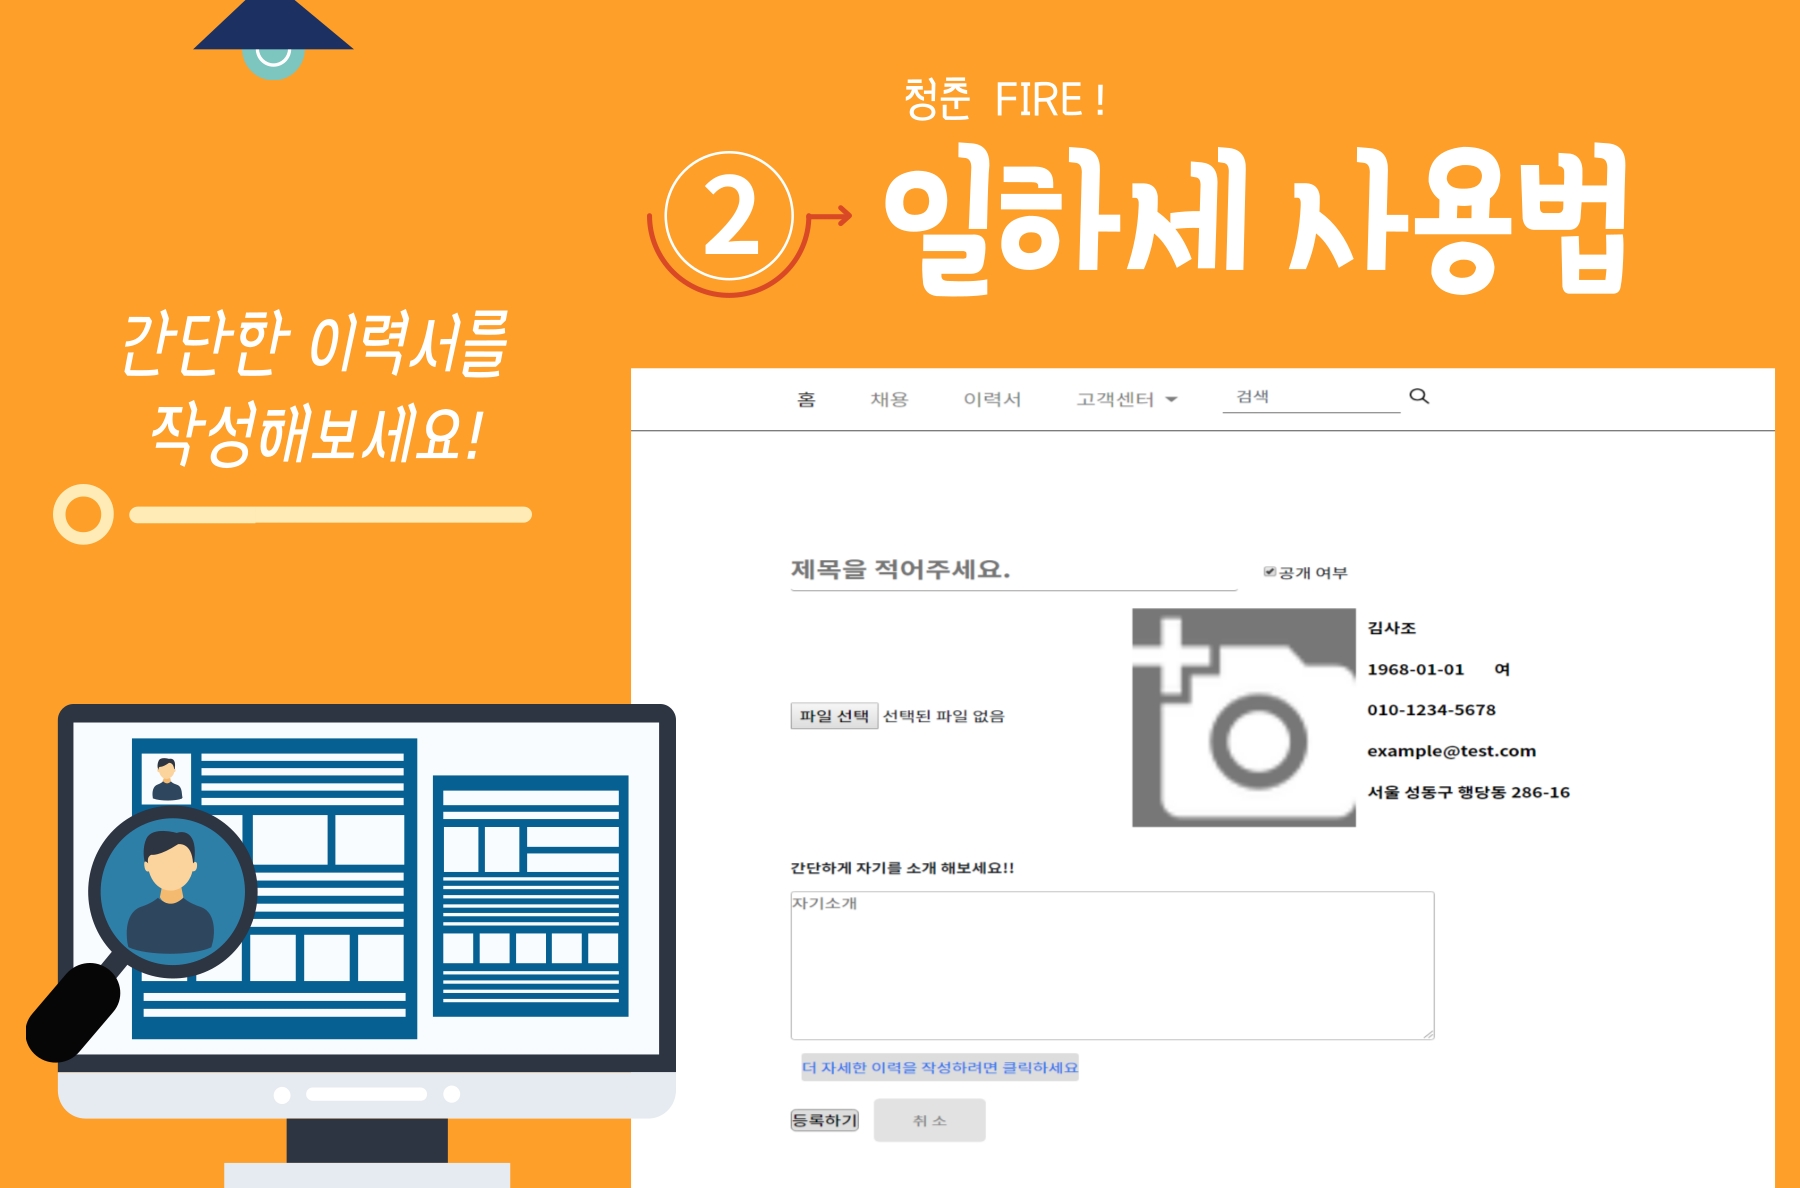 청춘 FIRE !
2
일하세 사용법
간단한 이력서를
작성해보세요!
홈 채용 이력서 고객센터 검색
제목을 적어주세요.
공개 여부
김사조
1968-01-01 여
파일 선택 선택된 파일 없음
010-1234-5678
example@test.com
서울 성동구 행당동 286-16
간단하게 자기를 소개 해보세요!!
자기소개
더 자세한 이력을 작성하려면 클릭하세요
등록하기 취 소